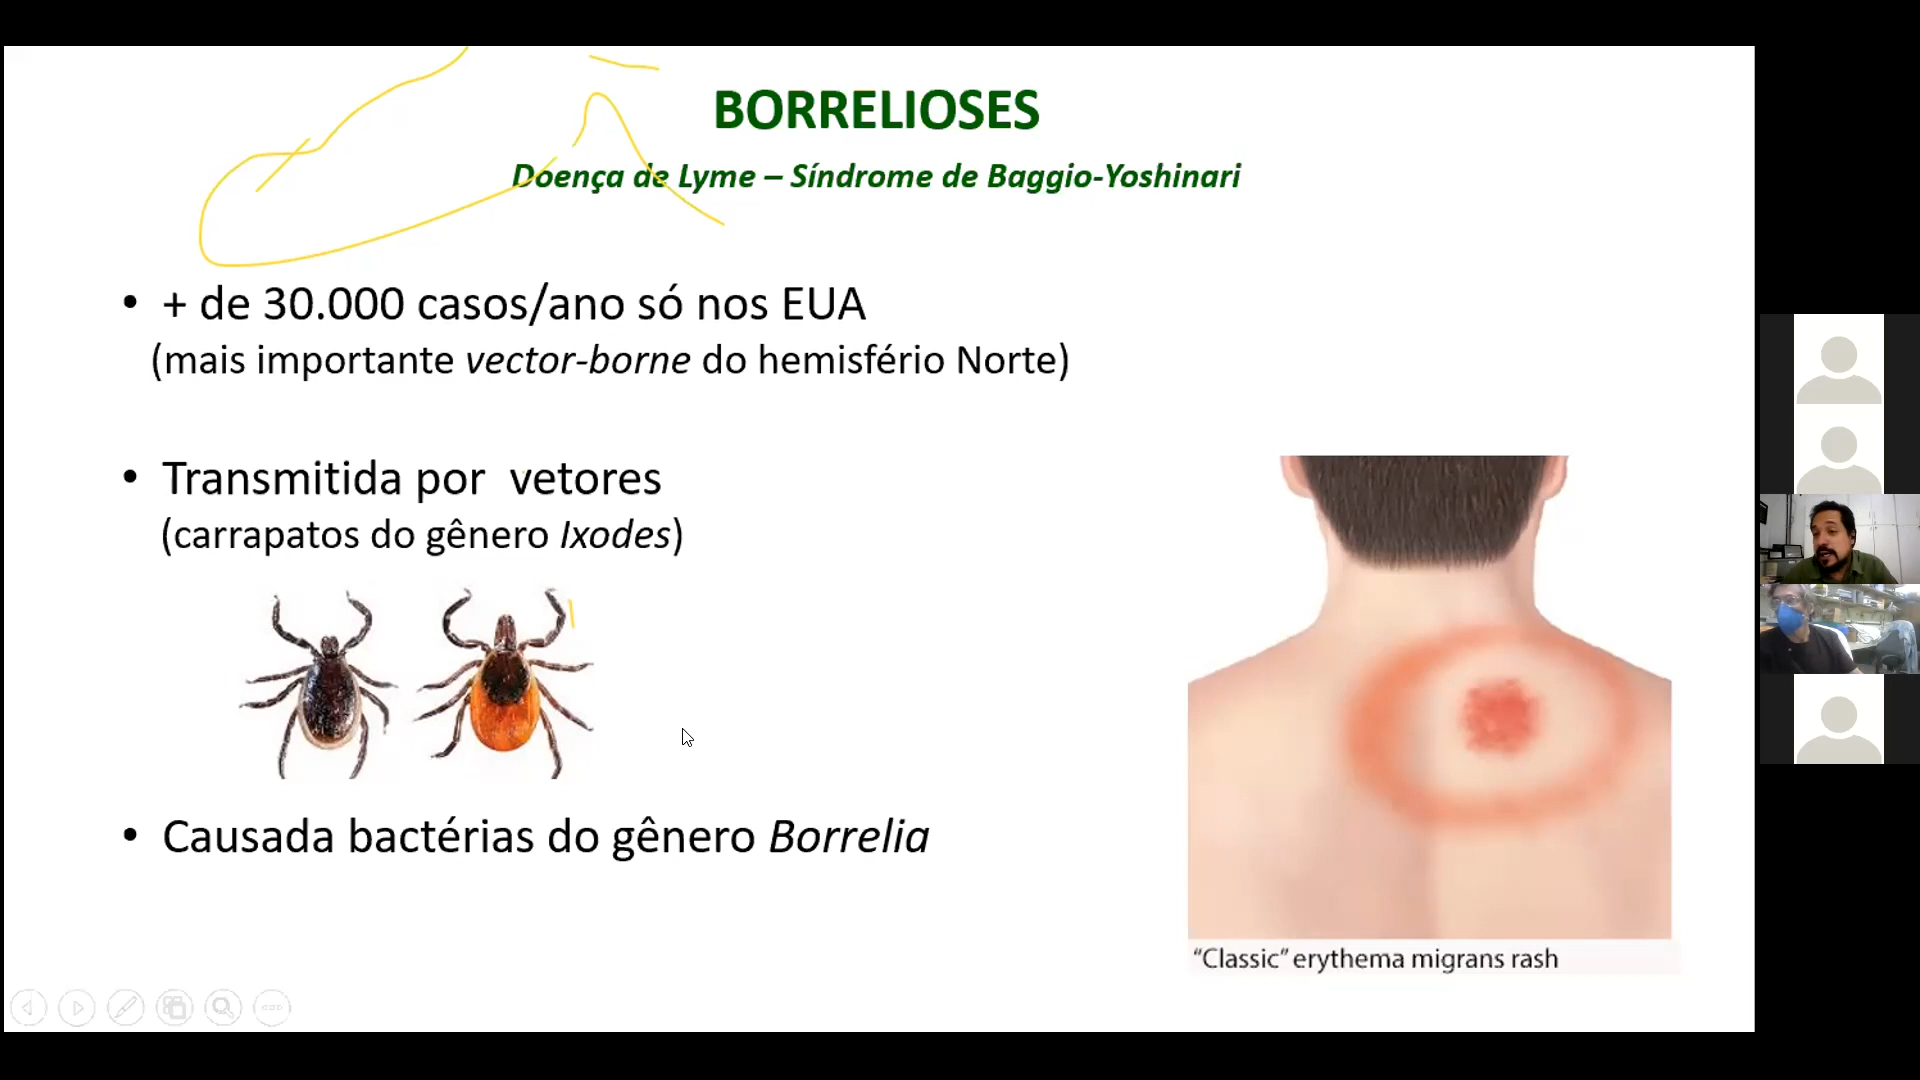 BORRELIOSES
Doença de Lyme – Síndrome de Baggio-Yoshinari
• + de 30.000 casos/ano só nos EUA
(mais importante vector-borne do hemisfério Norte)
• Transmitida por vetores
(carrapatos do gênero Ixodes)
• Causada bactérias do gênero Borrelia
“Classic” erythema migrans rash